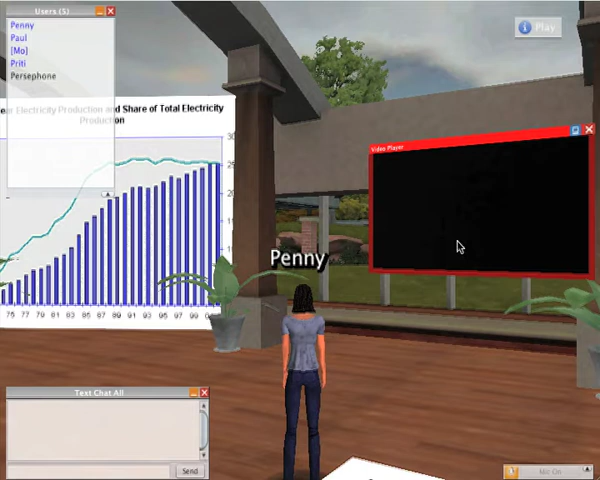 Users (5)
Penny
Paul
[Mo]
Priti
Persephone
Play
ear Electricity Production and Share of Total Electricity
Production
Video Player
Penny
75 77 79 81 83 85 87 89 91 93 95 97 99
Text Chat All
Send
Mic On